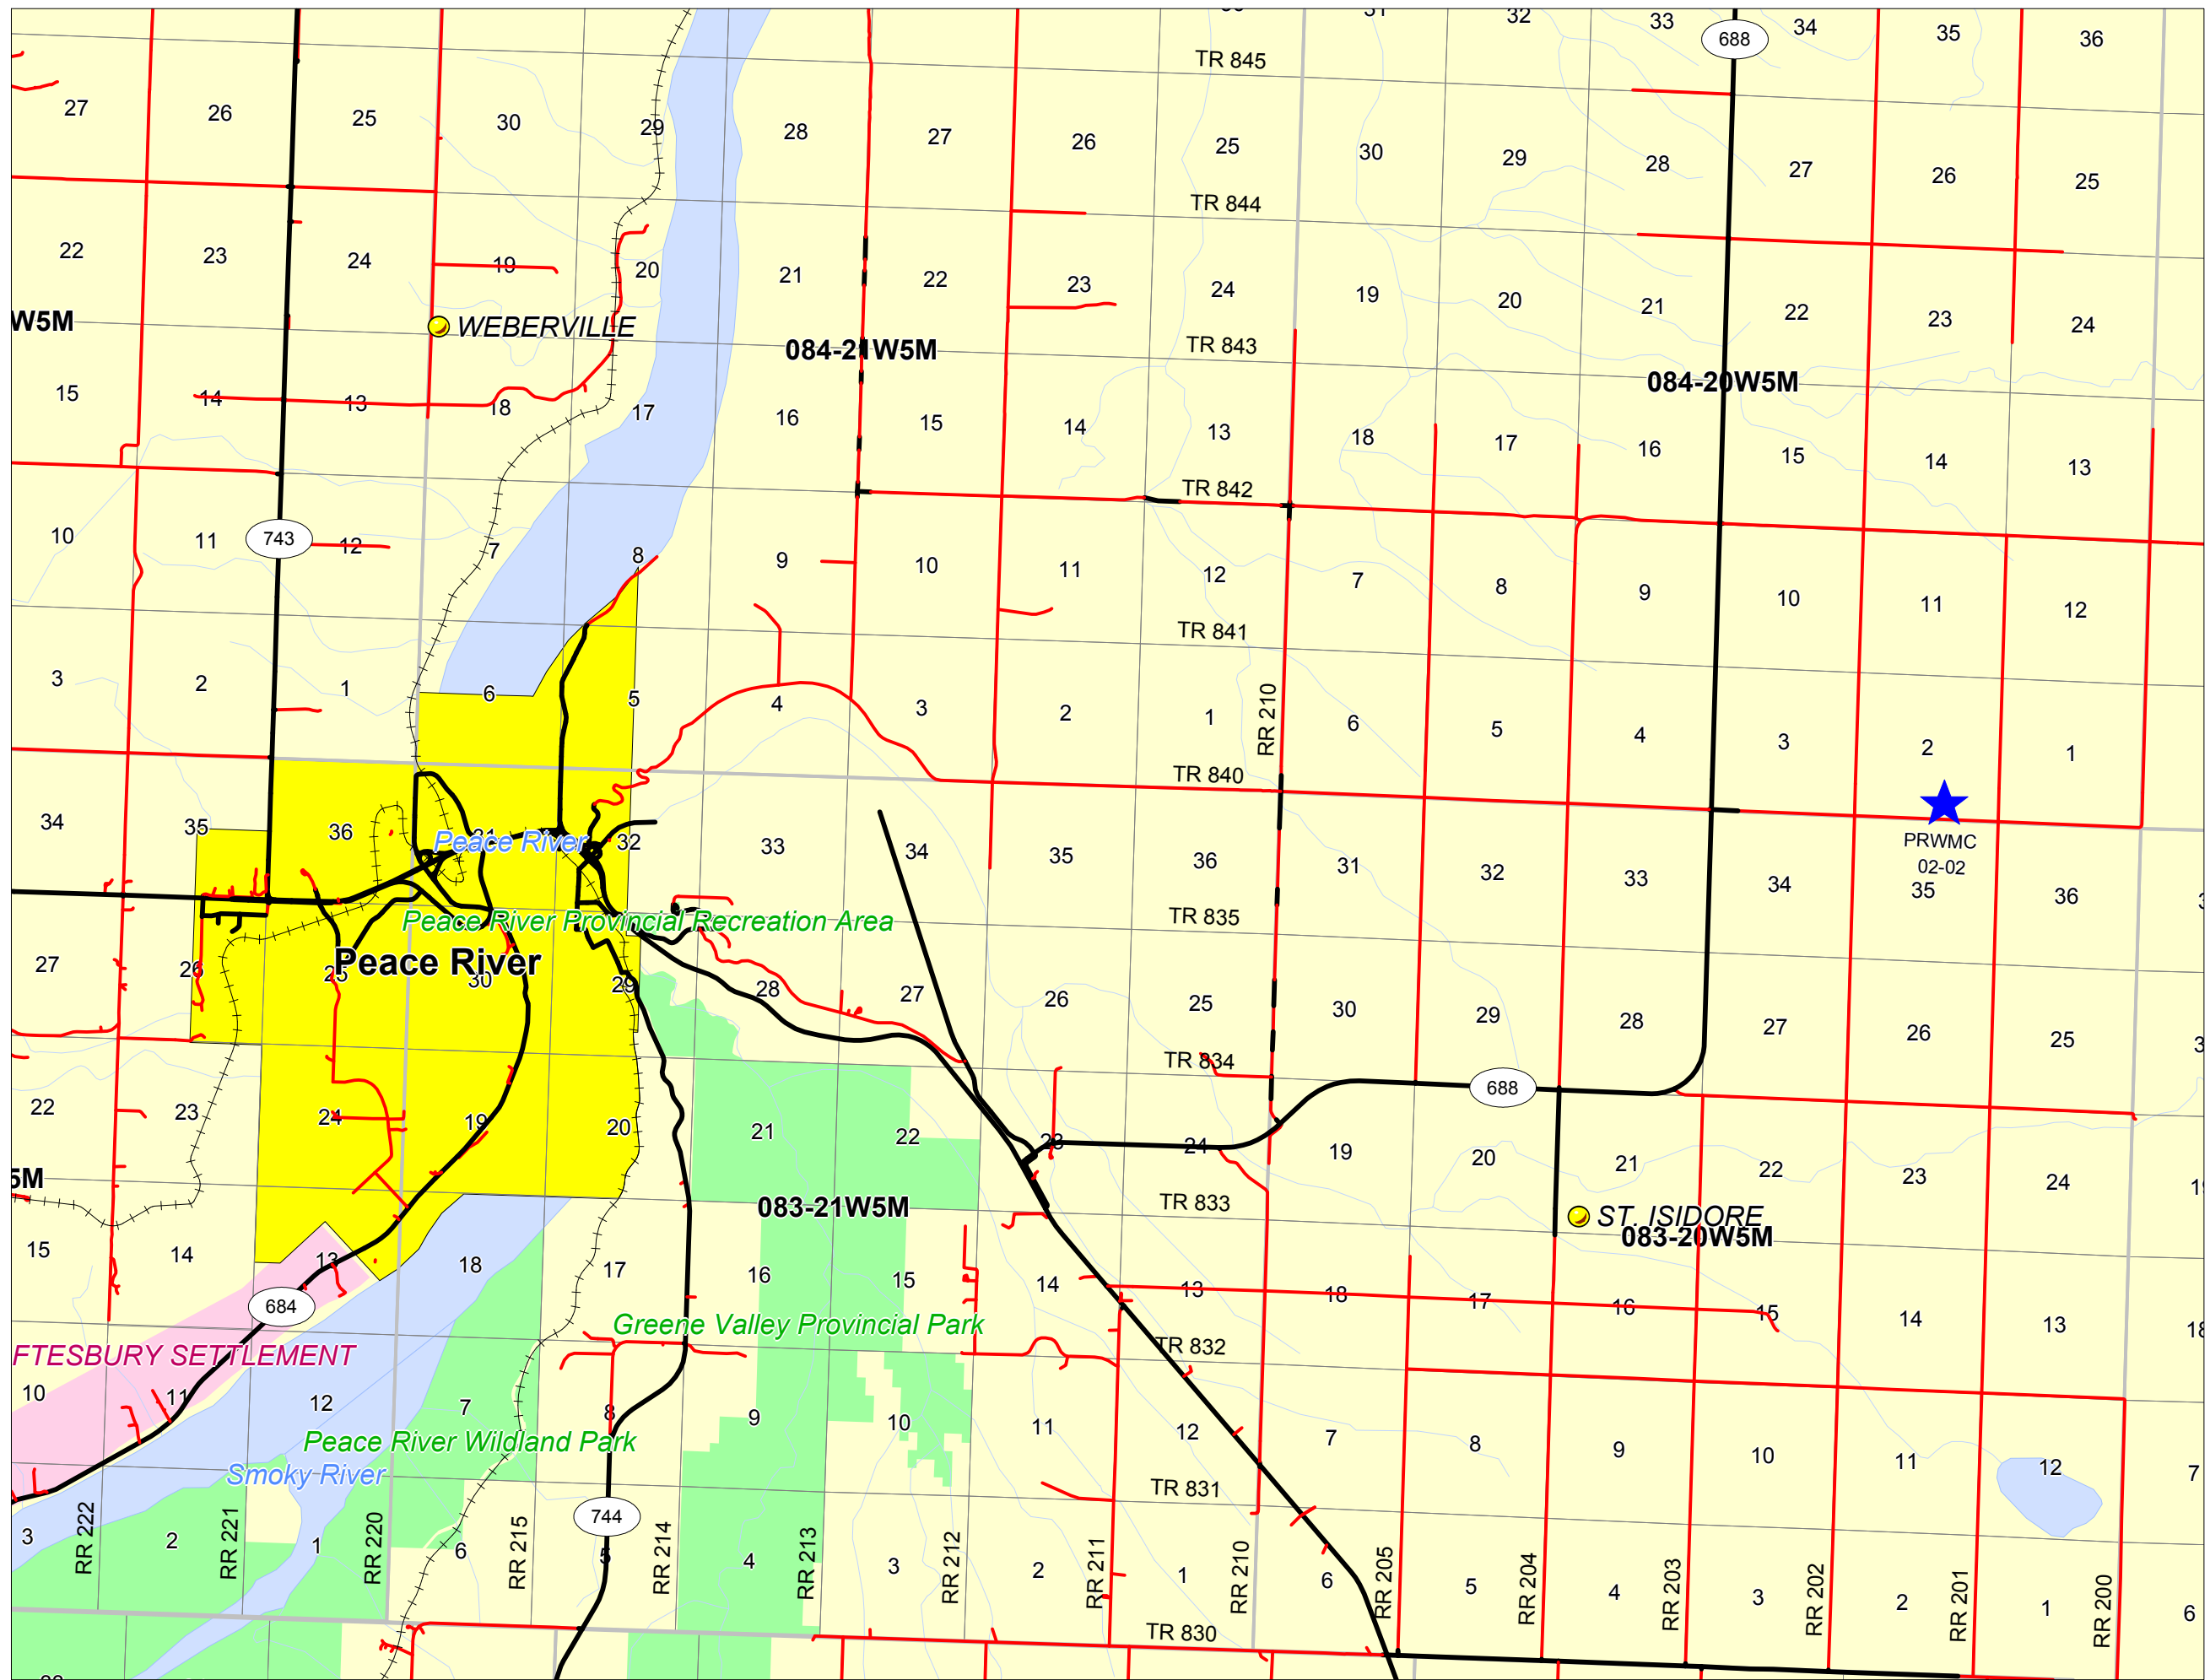 30 31 32 33 34 35 36
688
TR 845
27 26 25 30 29 28 27 26 25 30 29 28 27 26 25
TR 844
22 23 24 19 20 21 22 23 24 19 20 21 22 23 24
W5M
WEBERVILLE
084-21W5M
TR 843
084-20W5M
15 14 13 18 17 16 15 14 13 18 17 16 15 14 13
TR 842
743
10 11 12 7 8 9 10 11 12 7 8 9 10 11 12
TR 841
3 2 1 6 5 4 3 2 1 6 5 4 3 2 1
RR 210
TR 840
34 35 36 31 32 33 34 35 36 31 32 33 34 35 36
Peace River
PRWMC
02-02
TR 835
Peace River Provincial Recreation Area
Peace River
27 26 25 30 29 28 27 26 25 30 29 28 27 26 25
TR 834
688
22 23 24 19 20 21 22 23 24 19 20 21 22 23 24 19
5M
083-21W5M
TR 833
ST. ISIDORE
083-20W5M
15 14 13 18 17 16 15 14 13 18 17 16 15 14 13 18
684
Greene Valley Provincial Park
FTESBURY SETTLEMENT
TR 832
10 11 12 7 8 9 10 11 12 7 8 9 10 11 12 7
Peace River Wildland Park
Smoky River
TR 831
744
3 2 1 6 5 4 3 2 1 6 5 4 3 2 1 6
RR 222
RR 221
RR 220
RR 215
RR 214
RR 213
RR 212
RR 211
RR 210
RR 205
RR 204
RR 203
RR 202
RR 201
RR 200
TR 830